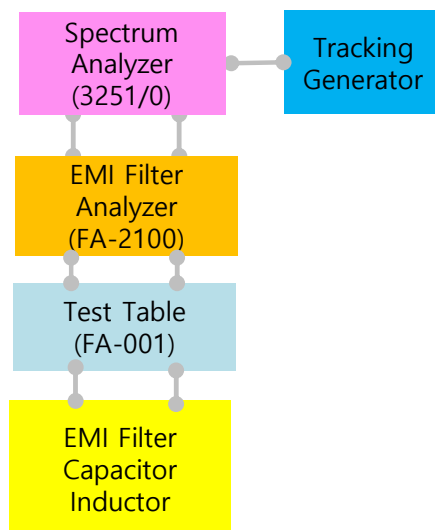 Spectrum
Analyzer
(3251/0)
Tracking
Generator
EMI Filter
Analyzer
(FA-2100)
Test Table
(FA-001)
EMI Filter
Capacitor
Inductor